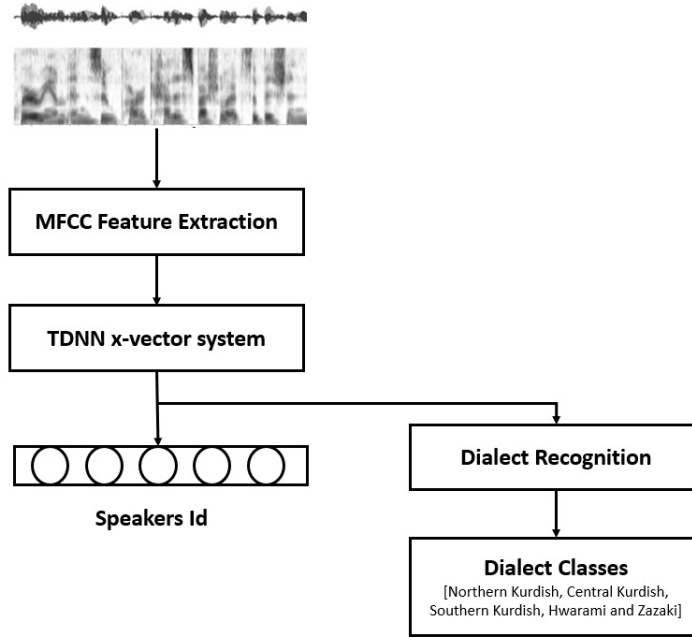 MFCC Feature Extraction
TDNN x-vector system
Speakers Id
Dialect Recognition
Dialect Classes
[Northern Kurdish, Central Kurdish,
Southern Kurdish, Hwarami and Zazaki]